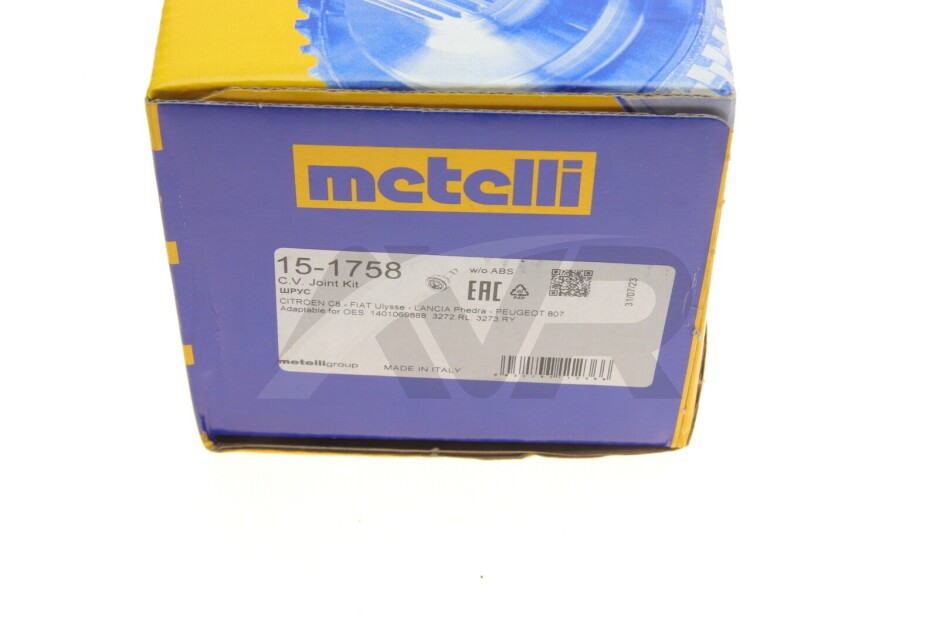 metelli
15-1758
C.V. Joint Kit
ШРУС
w/o ABS
EAC
31/07/23
CITROEN C8 - FIAT Ulysse - LANCIA Phedra - PEUGEOT 807
Adaptable for OES: 1401069888, 3272.RL, 3273.RY
metelligroup
MADE IN ITALY
AVR